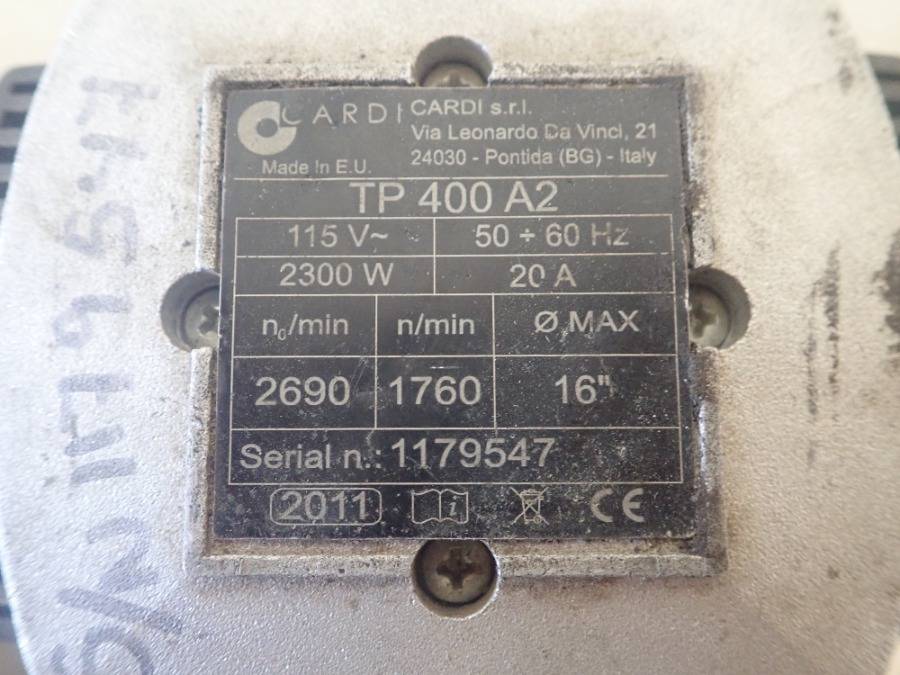 CARDI
CARDI s.r.l.
Via Leonardo Da Vinci, 21
Made In E.U.
24030 - Pontida (BG) - Italy
TP 400 A2
115 V~ 50 ÷ 60 Hz
2300 W 20 A
n₀/min n/min Ø MAX
2690 1760 16"
Serial n.: 1179547
2011 i CE